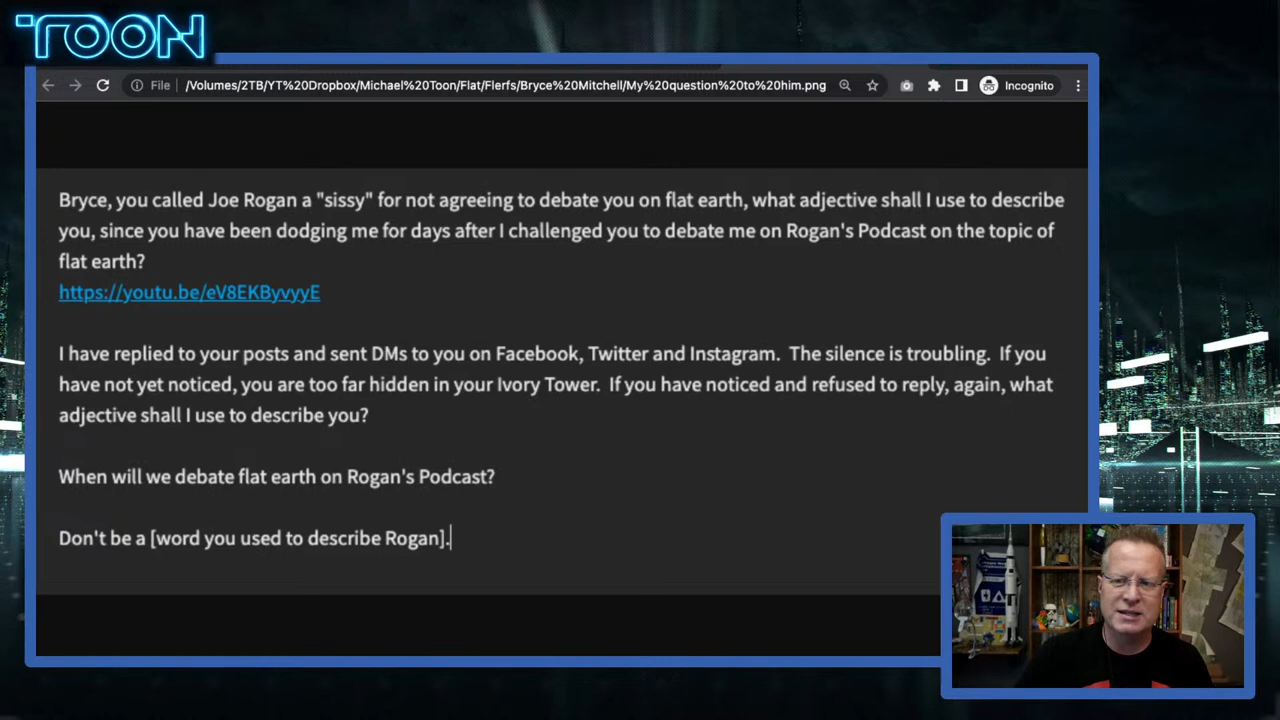 TOON
File
/Volumes/2TB/YT%20Dropbox/Michael%20Toon/Flat/Flerfs/Bryce%20Mitchell/My%20question%20to%20him.png
Incognito
Bryce, you called Joe Rogan a "sissy" for not agreeing to debate you on flat earth, what adjective shall I use to describe
you, since you have been dodging me for days after I challenged you to debate me on Rogan's Podcast on the topic of
flat earth?
https://youtu.be/eV8EKByvyyE
I have replied to your posts and sent DMs to you on Facebook, Twitter and Instagram.  The silence is troubling.  If you
have not yet noticed, you are too far hidden in your Ivory Tower.  If you have noticed and refused to reply, again, what
adjective shall I use to describe you?
When will we debate flat earth on Rogan's Podcast?
Don't be a [word you used to describe Rogan].